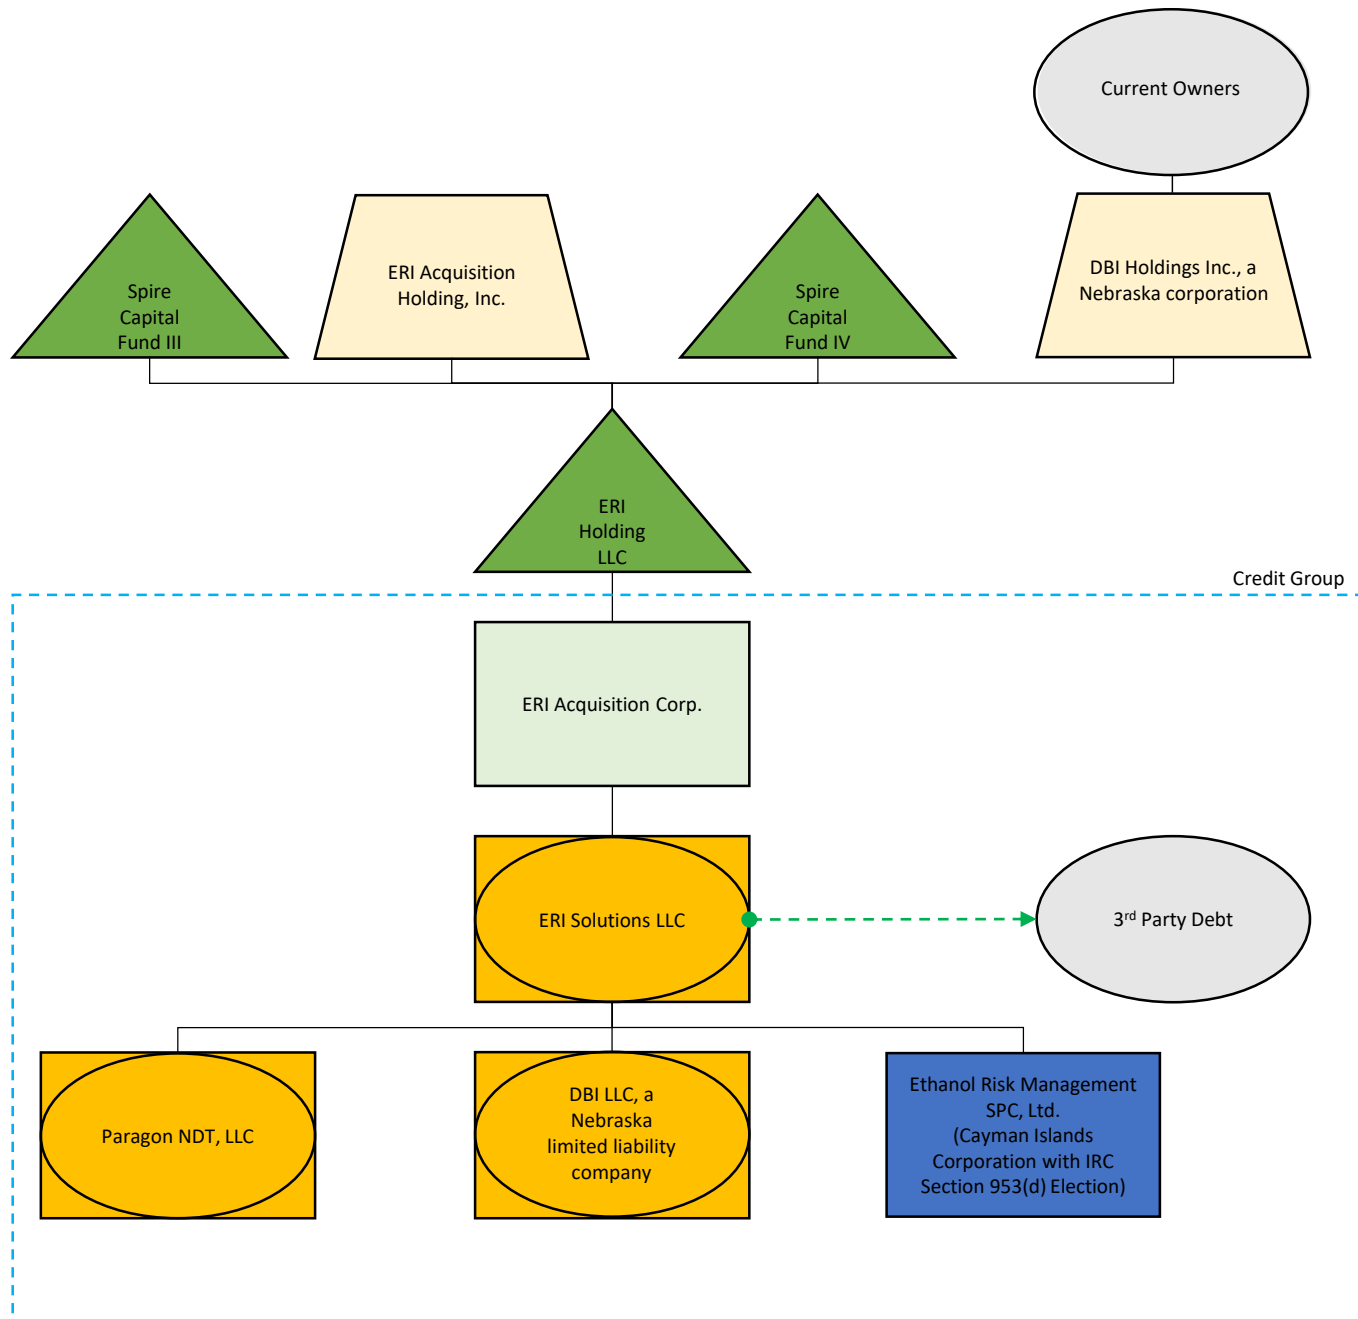 Current Owners
Spire
Capital
Fund III
ERI Acquisition
Holding, Inc.
Spire
Capital
Fund IV
DBI Holdings Inc., a
Nebraska corporation
ERI
Holding
LLC
Credit Group
ERI Acquisition Corp.
ERI Solutions LLC
3rd Party Debt
Paragon NDT, LLC
DBI LLC, a
Nebraska
limited liability
company
Ethanol Risk Management
SPC, Ltd.
(Cayman Islands
Corporation with IRC
Section 953(d) Election)